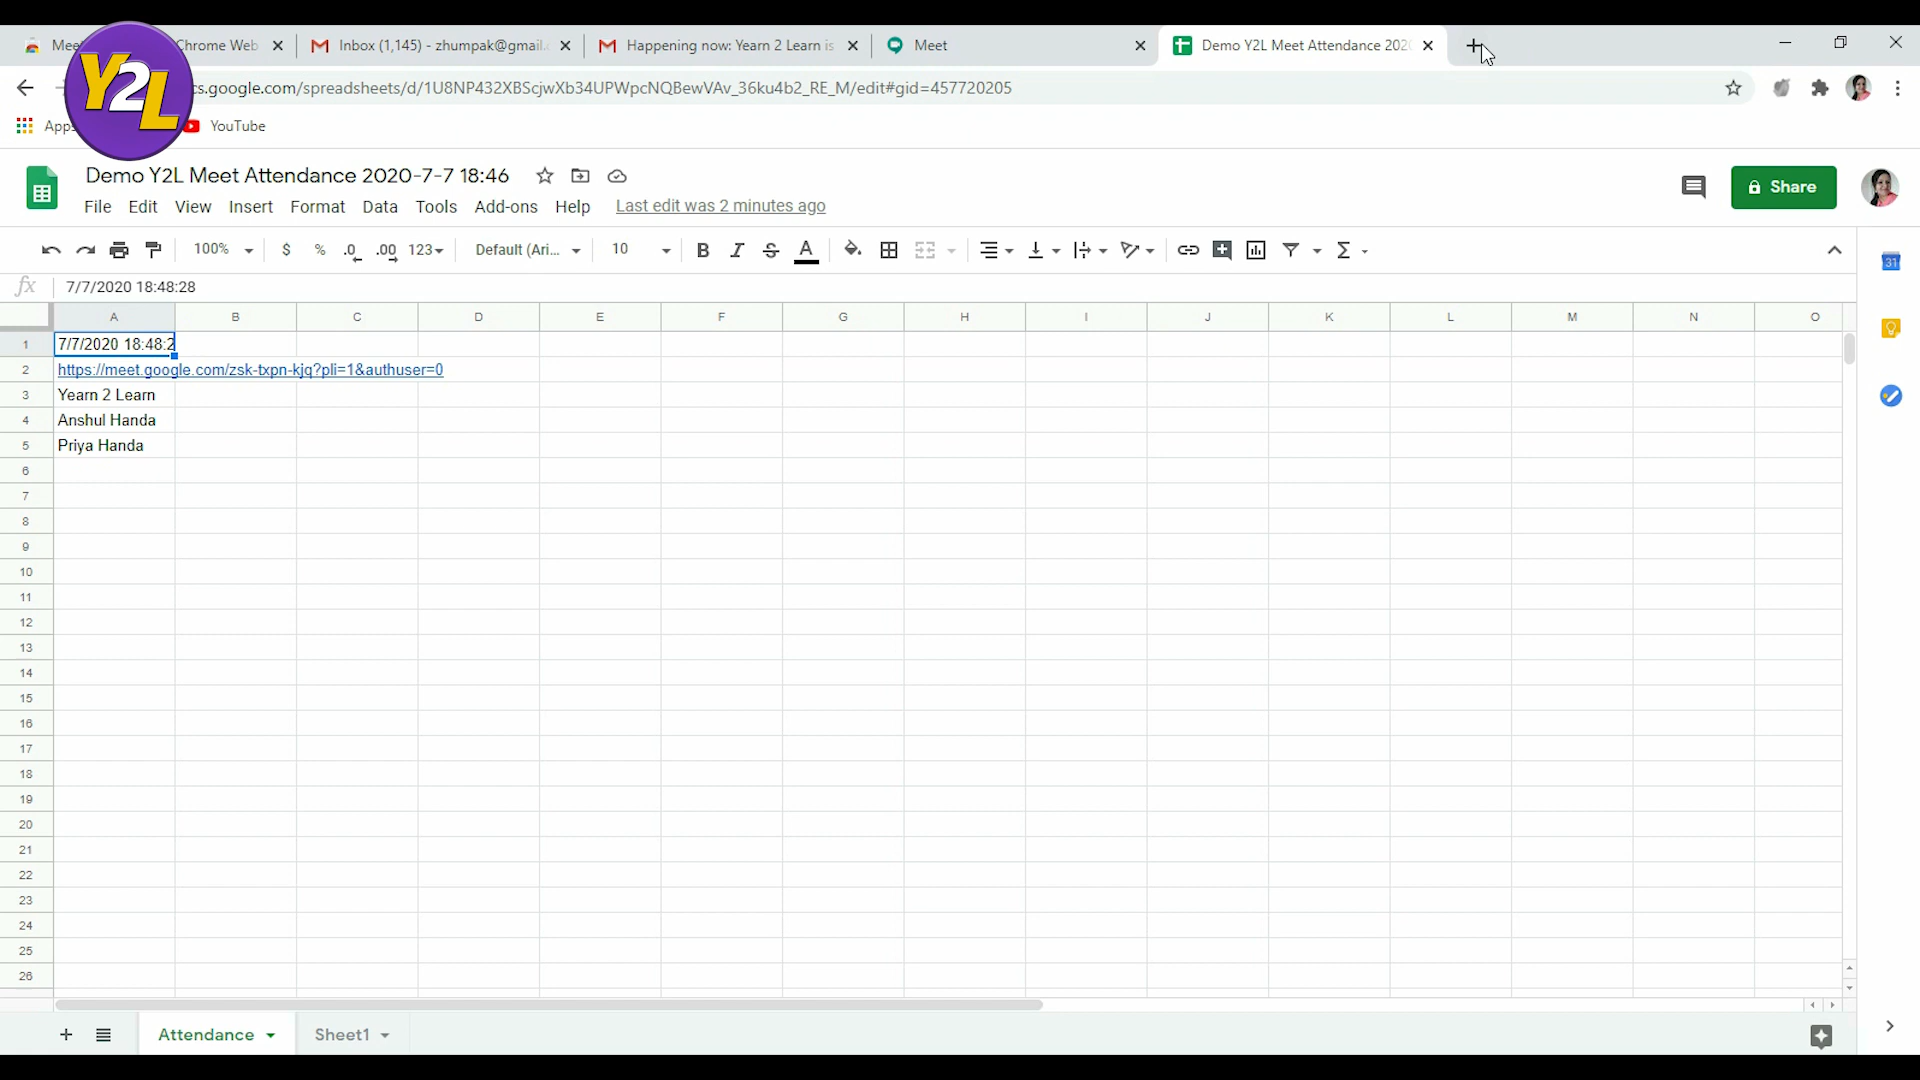 Mee
Chrome Web
Inbox (1,145) - zhumpak@gmail.
Happening now: Yearn 2 Learn is
Meet
Demo Y2L Meet Attendance 202
Y2L
cs.google.com/spreadsheets/d/1U8NP432XBScjwXb34UPWpcNQBewVAv_36ku4b2_RE_M/edit#gid=457720205
Apps
YouTube
Demo Y2L Meet Attendance 2020-7-7 18:46
Share
File Edit View Insert Format Data Tools Add-ons Help Last edit was 2 minutes ago
100% $ % .0 .00 123 Default (Ari... 10 B I S A Σ
31
fx 7/7/2020 18:48:28
A B C D E F G H I J K L M N O
1 7/7/2020 18:48:2
2 https://meet.google.com/zsk-txpn-kjq?pli=1&authuser=0
3 Yearn 2 Learn
4 Anshul Handa
5 Priya Handa
6
7
8
9
10
11
12
13
14
15
16
17
18
19
20
21
22
23
24
25
26
Attendance Sheet1